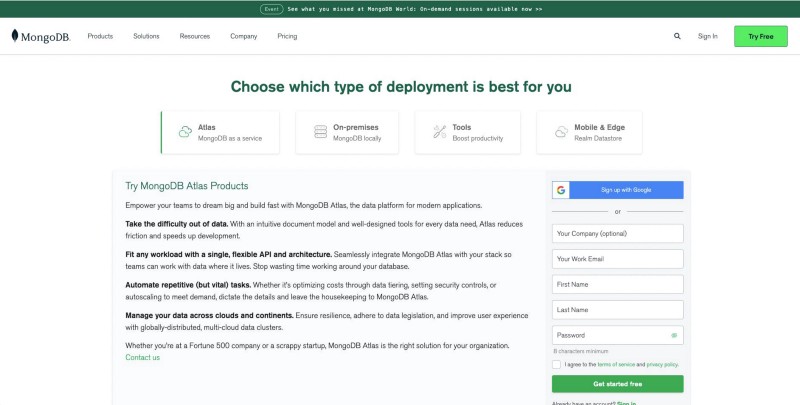 Event See what you missed at MongoDB World: On-demand sessions available now >>
MongoDB. Products Solutions Resources Company Pricing Sign In Try Free
Choose which type of deployment is best for you
Atlas
MongoDB as a service
On-premises
MongoDB locally
Tools
Boost productivity
Mobile & Edge
Realm Datastore
Try MongoDB Atlas Products
Empower your teams to dream big and build fast with MongoDB Atlas, the data platform for modern applications.
Take the difficulty out of data. With an intuitive document model and well-designed tools for every data need, Atlas reduces
friction and speeds up development.
Fit any workload with a single, flexible API and architecture. Seamlessly integrate MongoDB Atlas with your stack so
teams can work with data where it lives. Stop wasting time working around your database.
Automate repetitive (but vital) tasks. Whether it's optimizing costs through data tiering, setting security controls, or
autoscaling to meet demand, dictate the details and leave the housekeeping to MongoDB Atlas.
Manage your data across clouds and continents. Ensure resilience, adhere to data legislation, and improve user experience
with globally-distributed, multi-cloud data clusters.
Whether you're at a Fortune 500 company or a scrappy startup, MongoDB Atlas is the right solution for your organization.
Contact us
Sign up with Google
or
Your Company (optional)
Your Work Email
First Name
Last Name
Password
8 characters minimum
I agree to the terms of service and privacy policy.
Get started free
Already have an account? Sign in